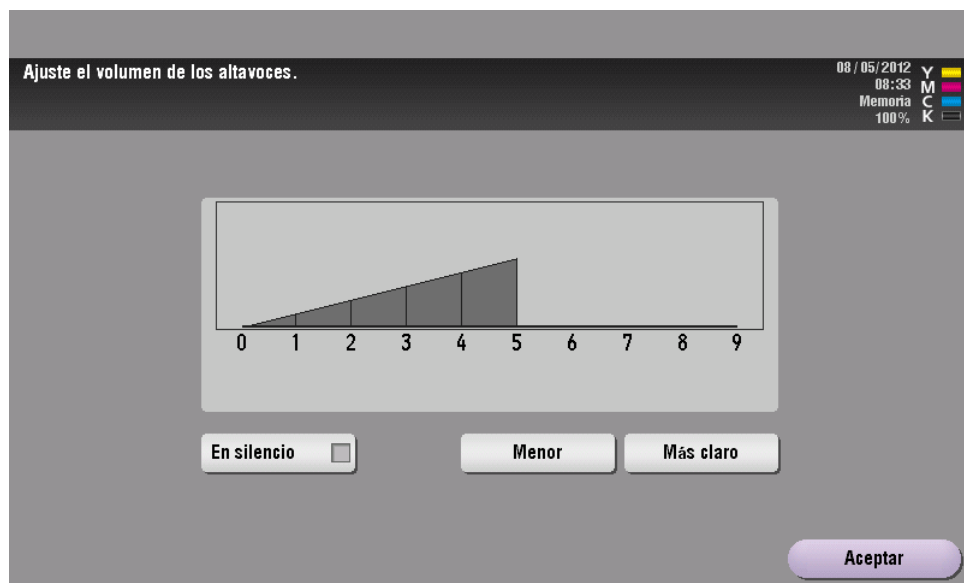 Ajuste el volumen de los altavoces.
08/05/2012
08:33
Memoria
100%
Y
M
C
K
0 1 2 3 4 5 6 7 8 9
En silencio
Menor
Más claro
Aceptar